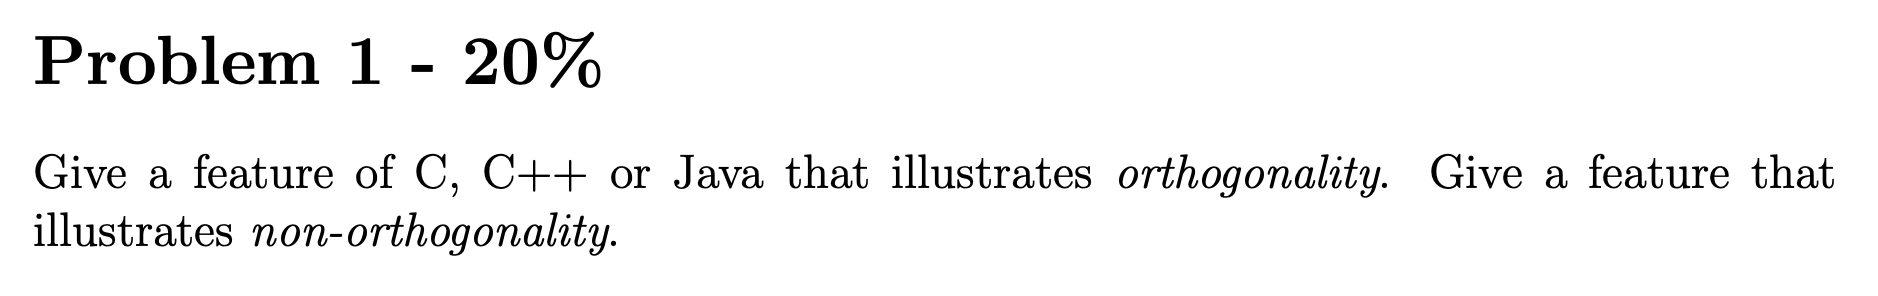 Problem 1 - 20%
Give a feature of C, C++ or Java that illustrates orthogonality. Give a feature that
illustrates non-orthogonality.